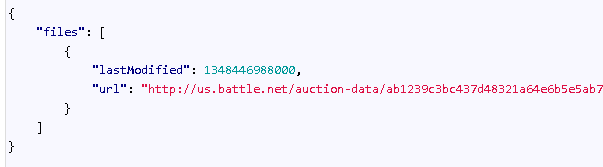 {
"files": [
{
"lastModified": 1348446988000,
"url": "http://us.battle.net/auction-data/ab1239c3bc437d48321a64e6b5e5ab7
}
]
}